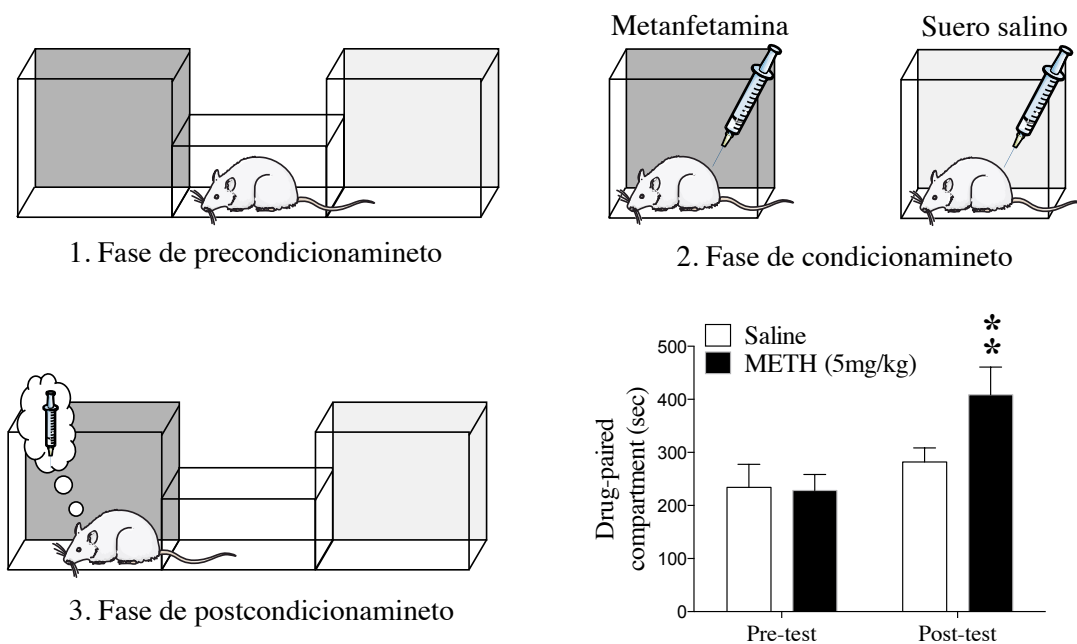 Metanfetamina
Suero salino
1. Fase de precondicionamineto
2. Fase de condicionamineto
3. Fase de postcondicionamineto
Saline
METH (5mg/kg)
**
Drug-paired
compartment (sec)
500
400
300
200
100
0
Pre-test
Post-test